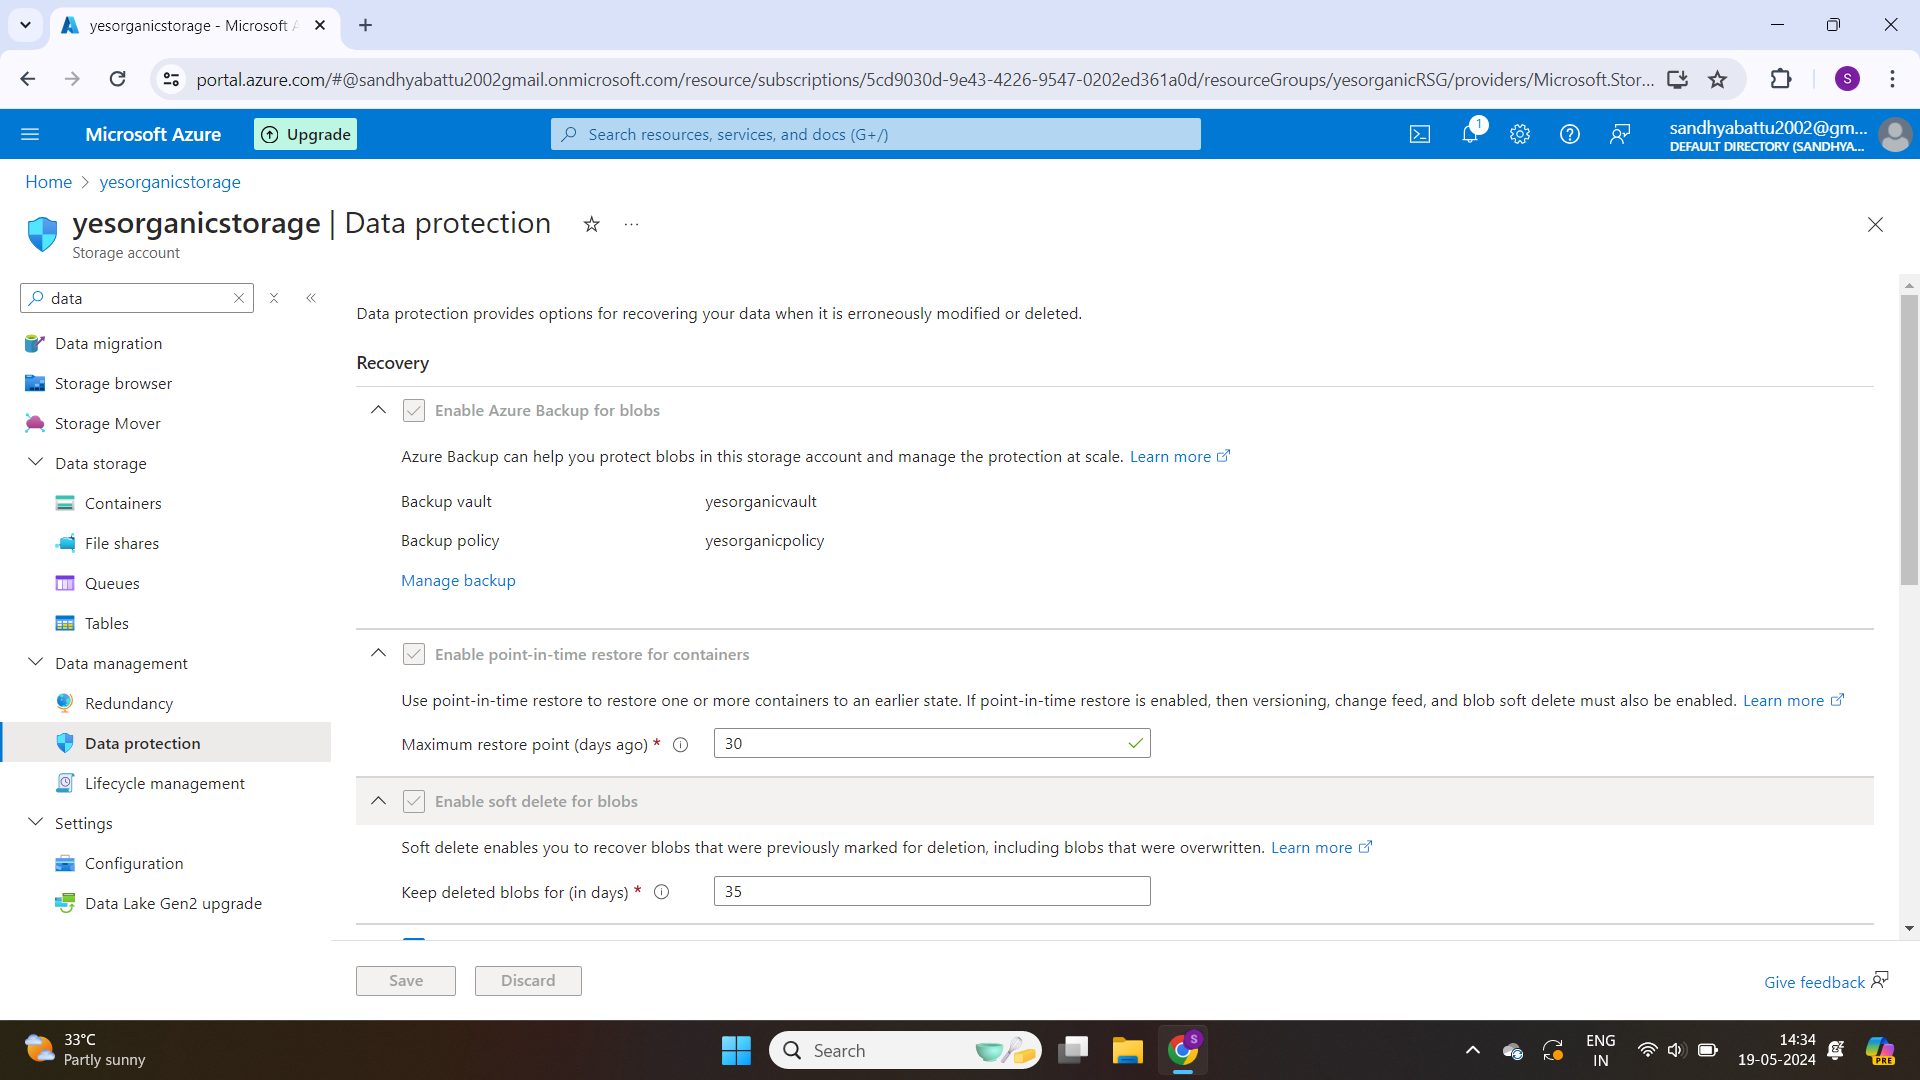 yesorganicstorage - Microsoft A
portal.azure.com/#@sandhyabattu2002gmail.onmicrosoft.com/resource/subscriptions/5cd9030d-9e43-4226-9547-0202ed361a0d/resourceGroups/yesorganicRSG/providers/Microsoft.Stor...
S
Microsoft Azure
Upgrade
Search resources, services, and docs (G+/)
1
sandhyabattu2002@gm...
DEFAULT DIRECTORY (SANDHYA...
Home > yesorganicstorage
yesorganicstorage | Data protection
Storage account
data
Data migration
Storage browser
Storage Mover
Data storage
Containers
File shares
Queues
Tables
Data management
Redundancy
Data protection
Lifecycle management
Settings
Configuration
Data Lake Gen2 upgrade
Data protection provides options for recovering your data when it is erroneously modified or deleted.
Recovery
Enable Azure Backup for blobs
Azure Backup can help you protect blobs in this storage account and manage the protection at scale. Learn more
Backup vault yesorganicvault
Backup policy yesorganicpolicy
Manage backup
Enable point-in-time restore for containers
Use point-in-time restore to restore one or more containers to an earlier state. If point-in-time restore is enabled, then versioning, change feed, and blob soft delete must also be enabled. Learn more
Maximum restore point (days ago) * 30
Enable soft delete for blobs
Soft delete enables you to recover blobs that were previously marked for deletion, including blobs that were overwritten. Learn more
Keep deleted blobs for (in days) * 35
Save Discard
Give feedback
33°C
Partly sunny
Search
S
ENG
IN
14:34
19-05-2024
PRE